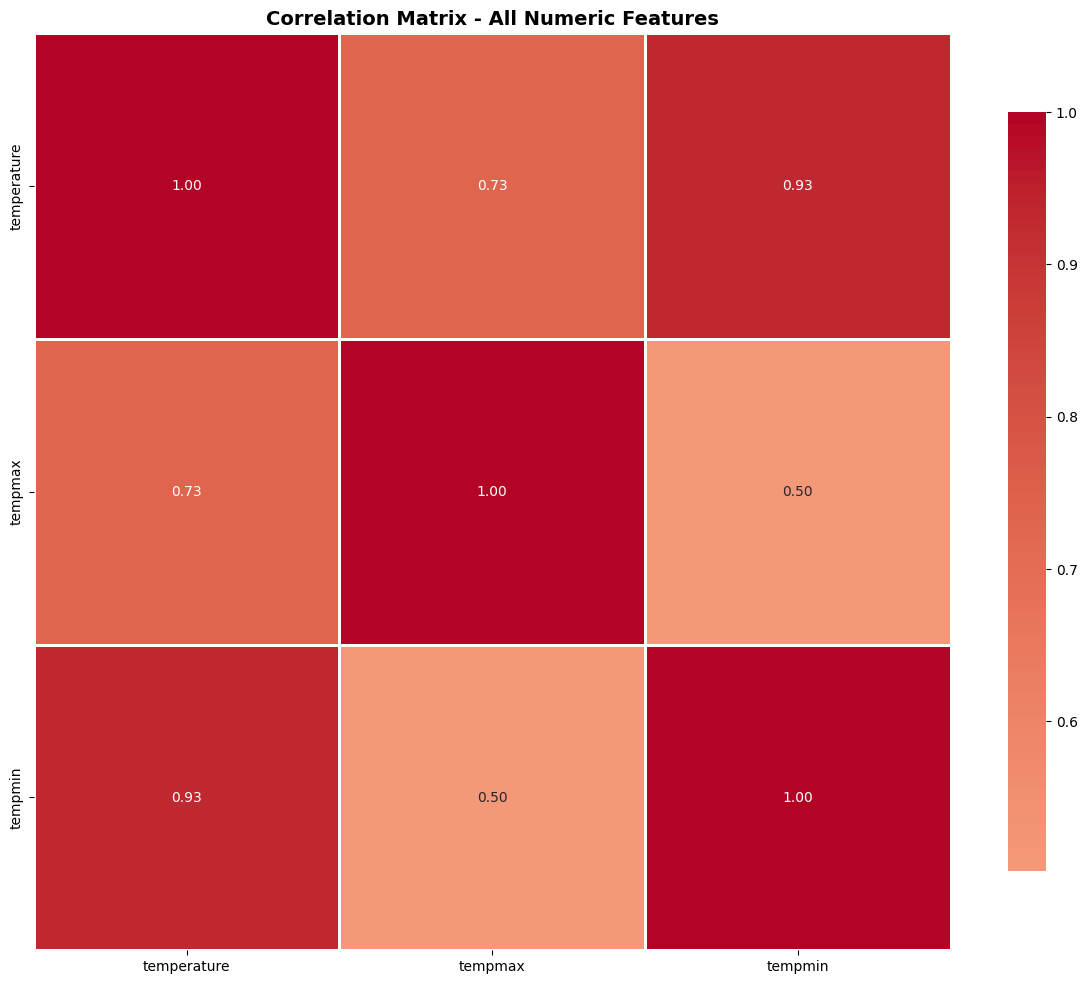 Correlation Matrix - All Numeric Features
temperature
1.00
0.73
0.93
tempmax
0.73
1.00
0.50
tempmin
0.93
0.50
1.00
temperature
tempmax
tempmin
1.0
0.9
0.8
0.7
0.6